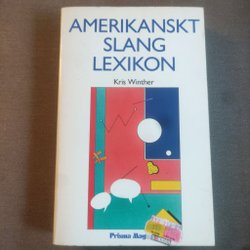 AMERIKANSKT
SLANG
LEXIKON
Kris Winther
Prisma Mag